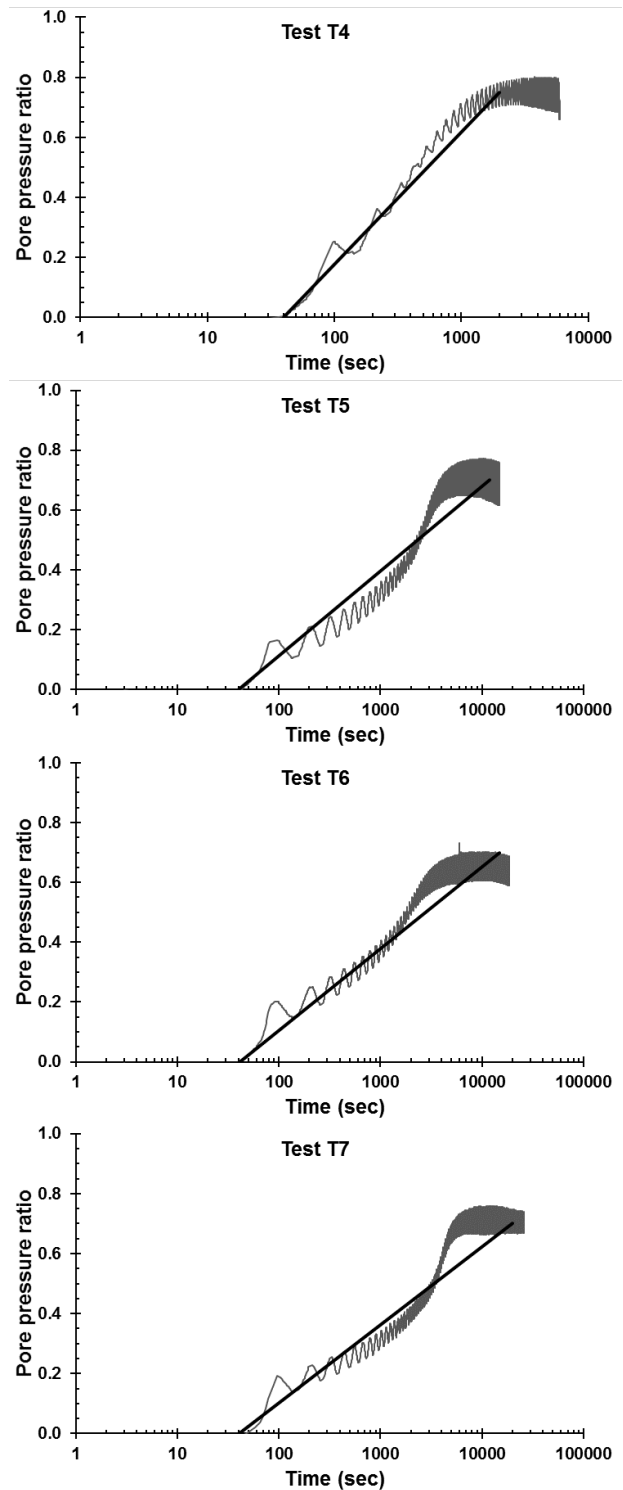 Test T4
Pore pressure ratio
1.0
0.8
0.6
0.4
0.2
0.0
1 10 100 1000 10000
Time (sec)
Test T5
Pore pressure ratio
1.0
0.8
0.6
0.4
0.2
0.0
1 10 100 1000 10000 100000
Time (sec)
Test T6
Pore pressure ratio
1.0
0.8
0.6
0.4
0.2
0.0
1 10 100 1000 10000 100000
Time (sec)
Test T7
Pore pressure ratio
1.0
0.8
0.6
0.4
0.2
0.0
1 10 100 1000 10000 100000
Time (sec)